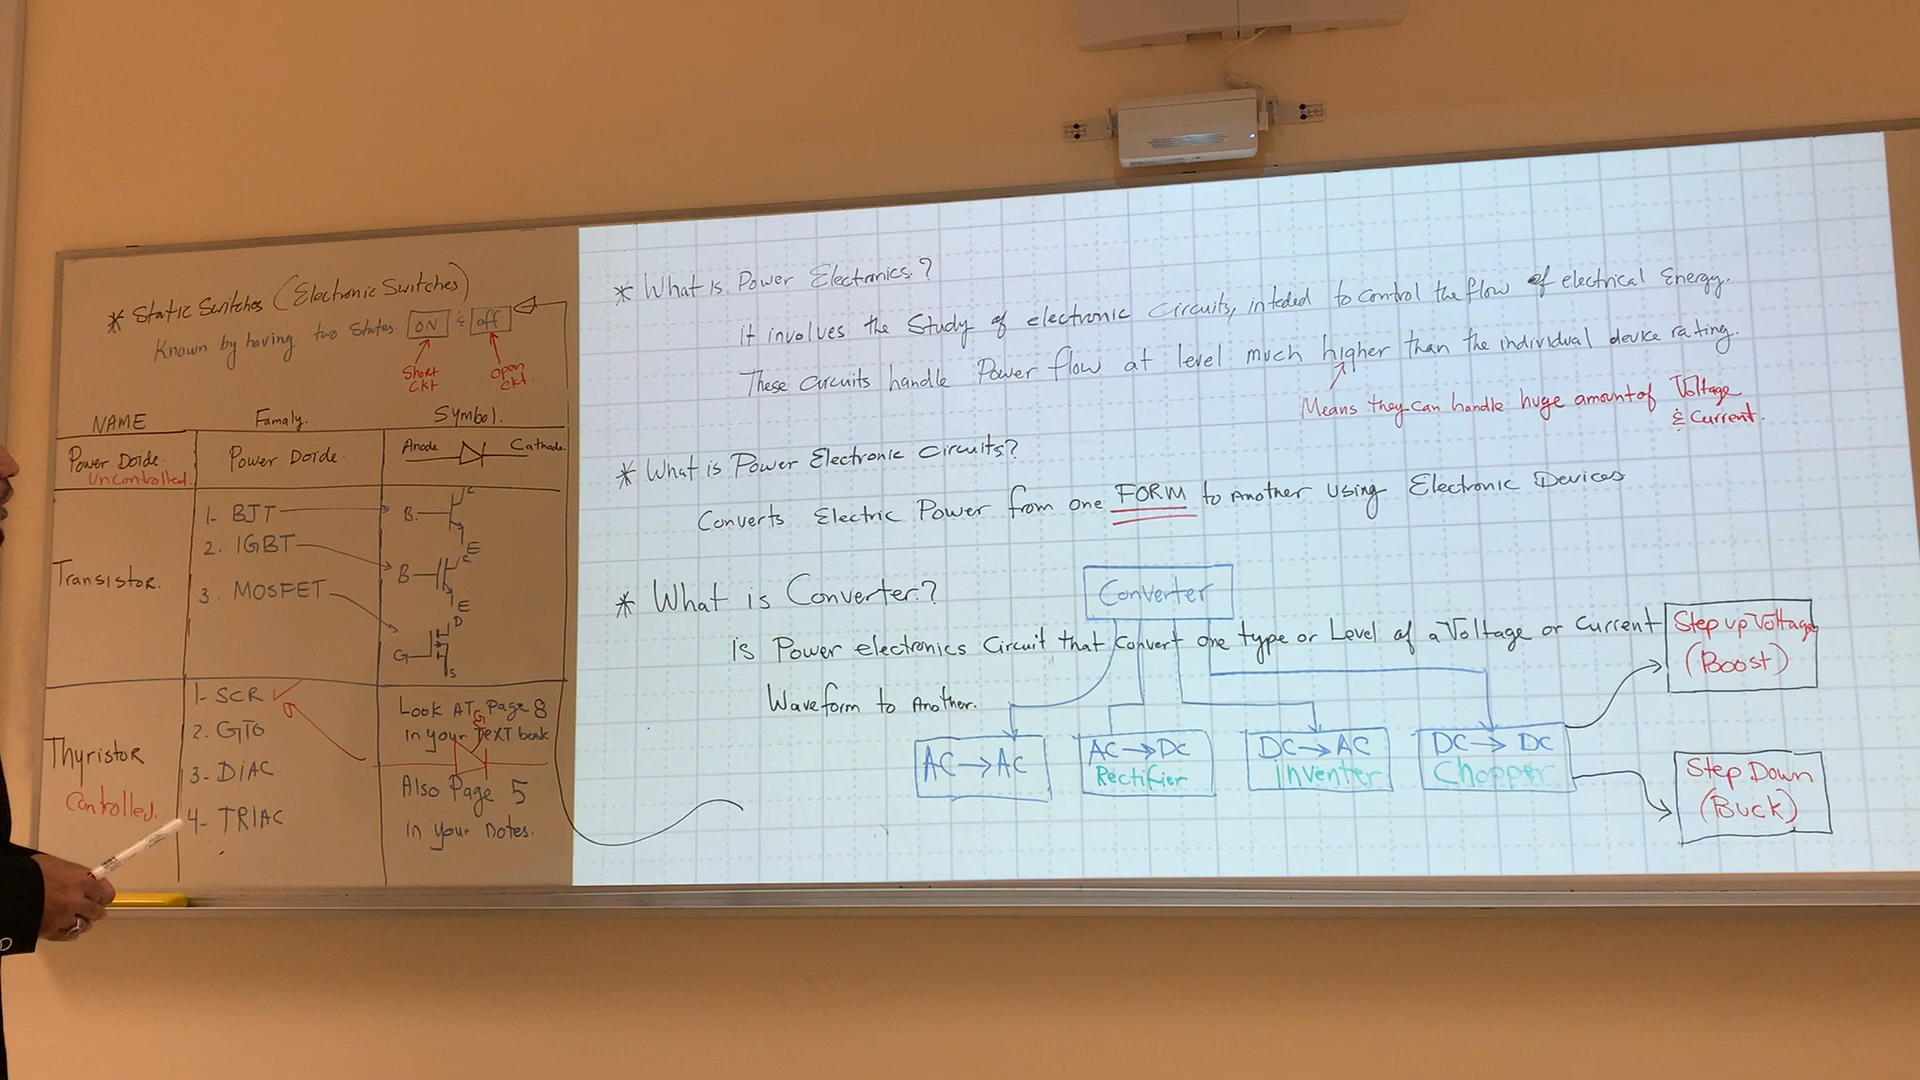 * Static Switches (Electronic Switches)
Known by having two States. ON & off
Short Ckt
open ckt.
NAME Famaly. Symbol.
Power Doide. Uncontrolled. Power Doide. Anode Cathode.
Transistor.
1- BJT B. C E
2. IGBT B C E
3. MOSFET G D S
Thyristor Controlled.
1- SCR
2. GTO
3- DIAC
4- TRIAC
Look AT Page 8
in your TEXT book
G
Also Page 5
in your notes.
* What is Power Electronics.?
it involves the Study of electronic Circuits, inteded to control the flow of electrical Energy.
These circuits handle Power flow at level much higher than the individual device rating.
Means they can handle huge amount of Voltage
& Current.
* What is Power Electronic circuits?
Converts Electric Power from one FORM to Another Using Electronic Devices
* What is Converter?
Converter
is Power electronics Circuit that Convert one type or Level of a Voltage or Current
Waveform to Another.
AC → AC
AC → DC
Rectifier
DC → AC
inventer
DC → DC
Chopper
Step up Voltage
(Boost)
Step Down
(Buck)